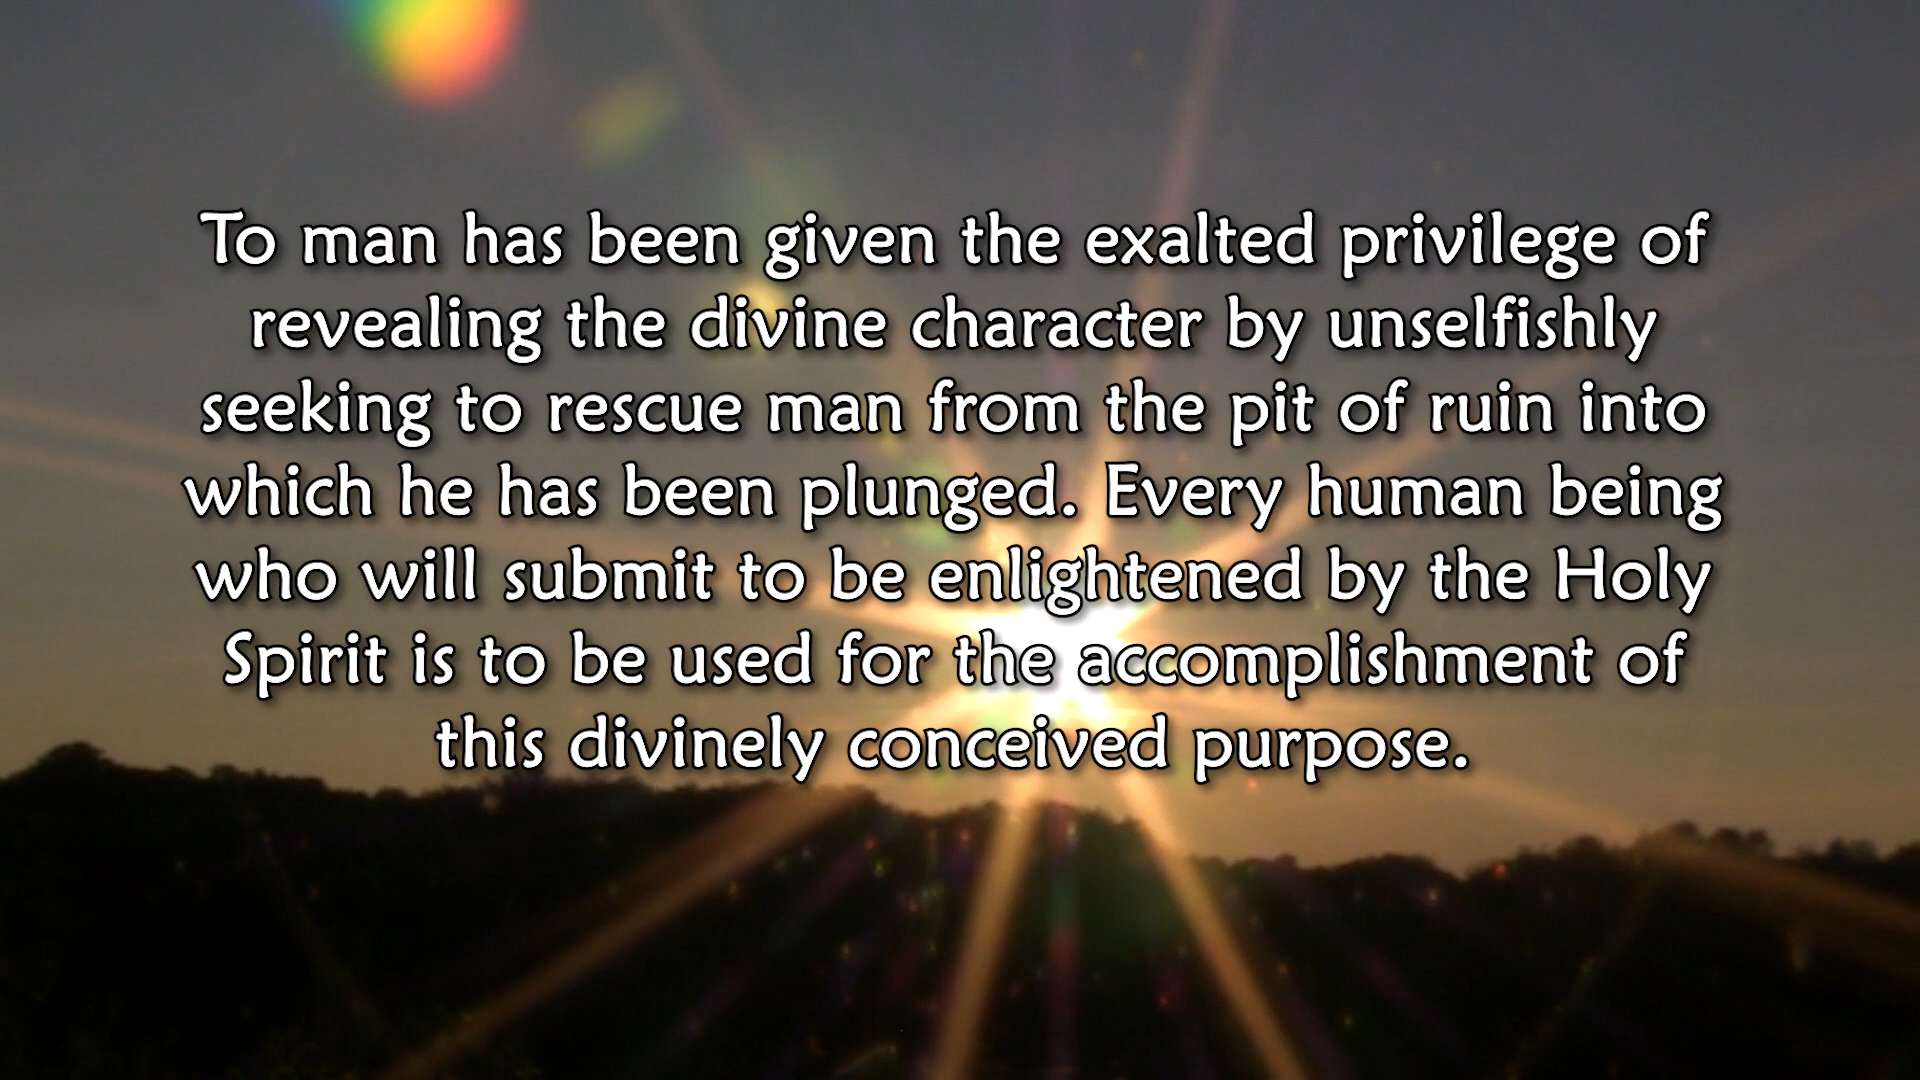 To man has been given the exalted privilege of
revealing the divine character by unselfishly
seeking to rescue man from the pit of ruin into
which he has been plunged. Every human being
who will submit to be enlightened by the Holy
Spirit is to be used for the accomplishment of
this divinely conceived purpose.